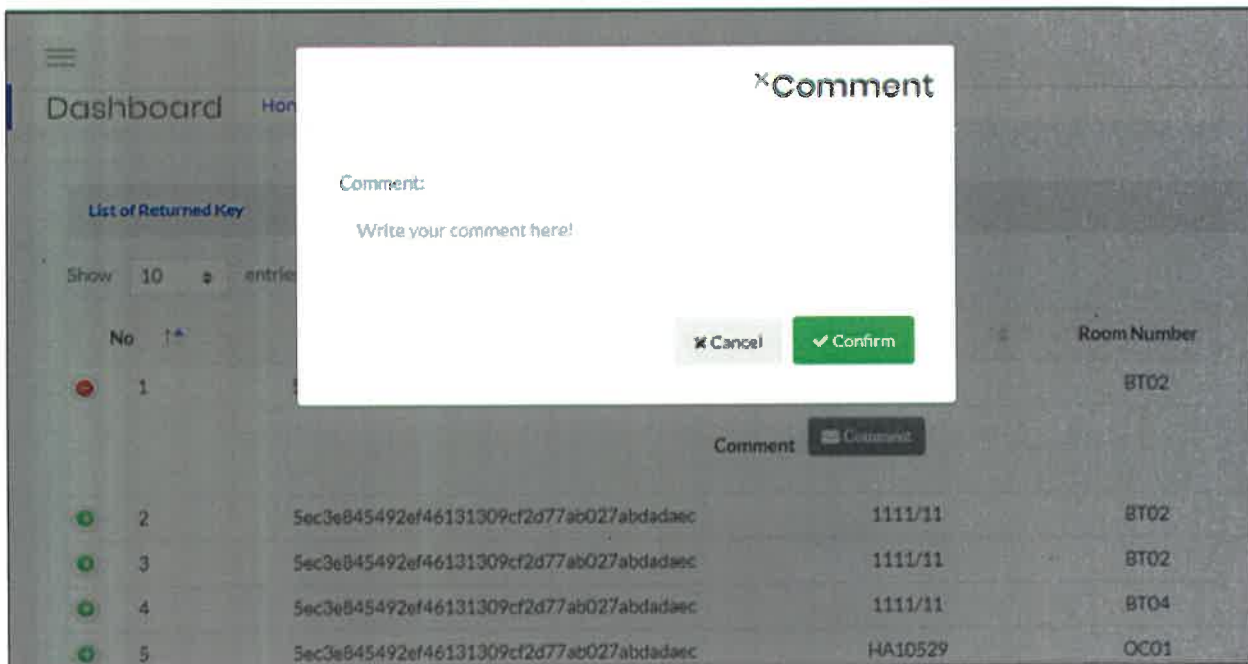 ×Comment
Dashboard
Comment:
List of Returned Key
Write your comment here!
Show 10
No Room Number
✖ Cancel ✔ Confirm
1 BT02
Comment Comment
2 5ec3e845492ef46131309cf2d77ab027abdadaec 1111/11 BT02
3 5ec3e845492ef46131309cf2d77ab027abdadaec 1111/11 BT02
4 5ec3e845492ef46131309cf2d77ab027abdadaec 1111/11 BT04
5 5ec3e845492ef46131309cf2d77ab027abdadaec HA10529 OC01